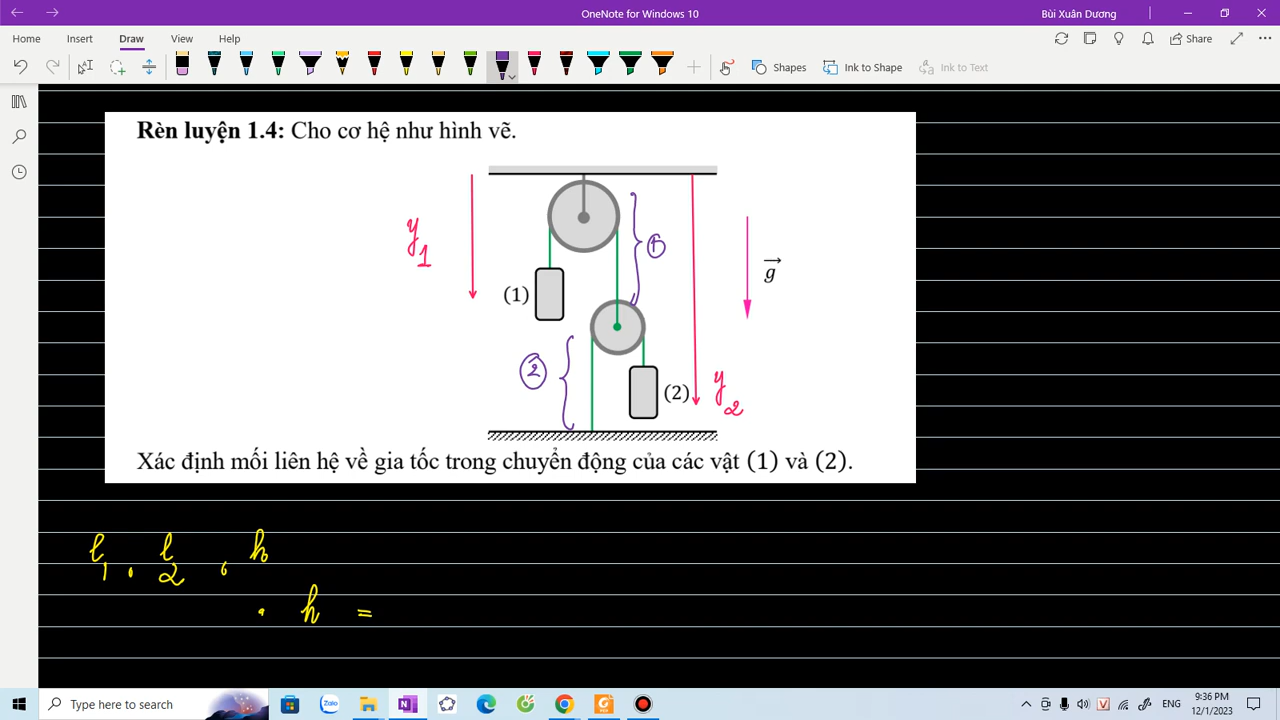 OneNote for Windows 10
Bùi Xuân Dương
Home Insert Draw View Help
Share
Shapes Ink to Shape Ink to Text
Rèn luyện 1.4: Cho cơ hệ như hình vẽ.
y₁
1
g
(1)
2
(2)
y₂
Xác định mối liên hệ về gia tốc trong chuyển động của các vật (1) và (2).
l₁ , l₂ , h
h =
Type here to search
Zalo
ENG
9:36 PM
12/1/2023